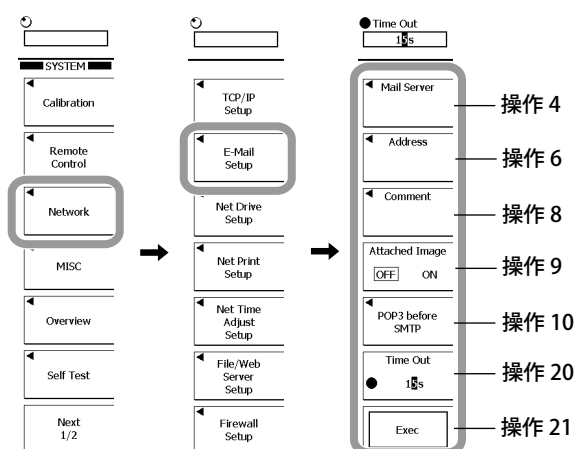 SYSTEM
Calibration
Remote
Control
Network
MISC
Overview
Self Test
Next
1/2
TCP/IP
Setup
E-Mail
Setup
Net Drive
Setup
Net Print
Setup
Net Time
Adjust
Setup
File/Web
Server
Setup
Firewall
Setup
Time Out
15s
Mail Server
操作 4
Address
操作 6
Comment
操作 8
Attached Image
OFF ON
操作 9
POP3 before
SMTP
操作 10
Time Out
15s
操作 20
Exec
操作 21